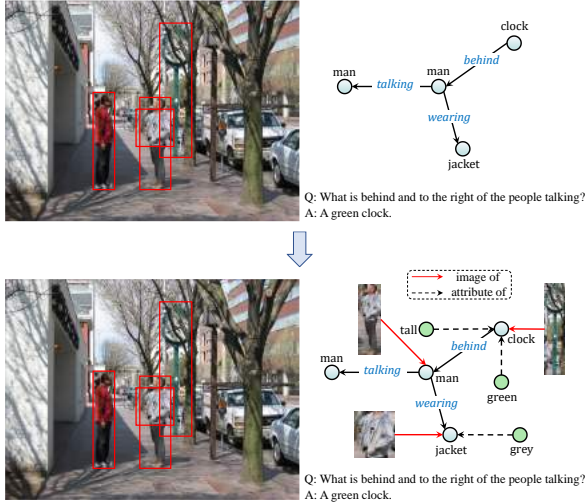 clock
behind
man
talking
man
wearing
jacket
Q: What is behind and to the right of the people talking?
A: A green clock.
image of
attribute of
tall
clock
behind
man
talking
man
green
wearing
jacket
grey
Q: What is behind and to the right of the people talking?
A: A green clock.